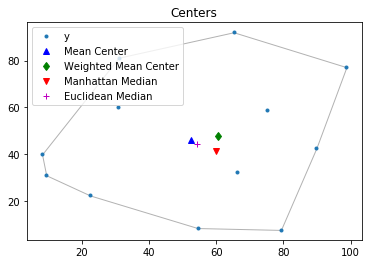 Centers
y
Mean Center
Weighted Mean Center
Manhattan Median
Euclidean Median
80
60
40
20
20 40 60 80 100